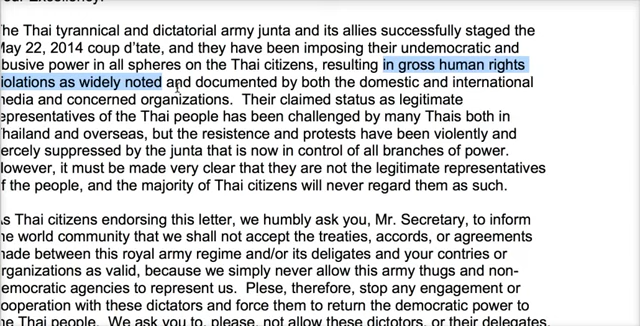 our Excellency:
he Thai tyrannical and dictatorial army junta and its allies successfully staged the
May 22, 2014 coup d'tate, and they have been imposing their undemocratic and
busive power in all spheres on the Thai citizens, resulting in gross human rights
iolations as widely noted and documented by both the domestic and international
nedia and concerned organizations. Their claimed status as legitimate
epresentatives of the Thai people has been challenged by many Thais both in
Thailand and overseas, but the resistance and protests have been violently and
ercely suppressed by the junta that is now in control of all branches of power.
However, it must be made very clear that they are not the legitimate representatives
f the people, and the majority of Thai citizens will never regard them as such.
s Thai citizens endorsing this letter, we humbly ask you, Mr. Secretary, to inform
he world community that we shall not accept the treaties, accords, or agreements
nade between this royal army regime and/or its deligates and your contries or
rganizations as valid, because we simply never allow this army thugs and non-
emocratic agencies to represent us. Plese, therefore, stop any engagement or
ooperation with these dictators and force them to return the democratic power to
he Thai people. We ask you to, please, not allow these dictotors, or their delegates,